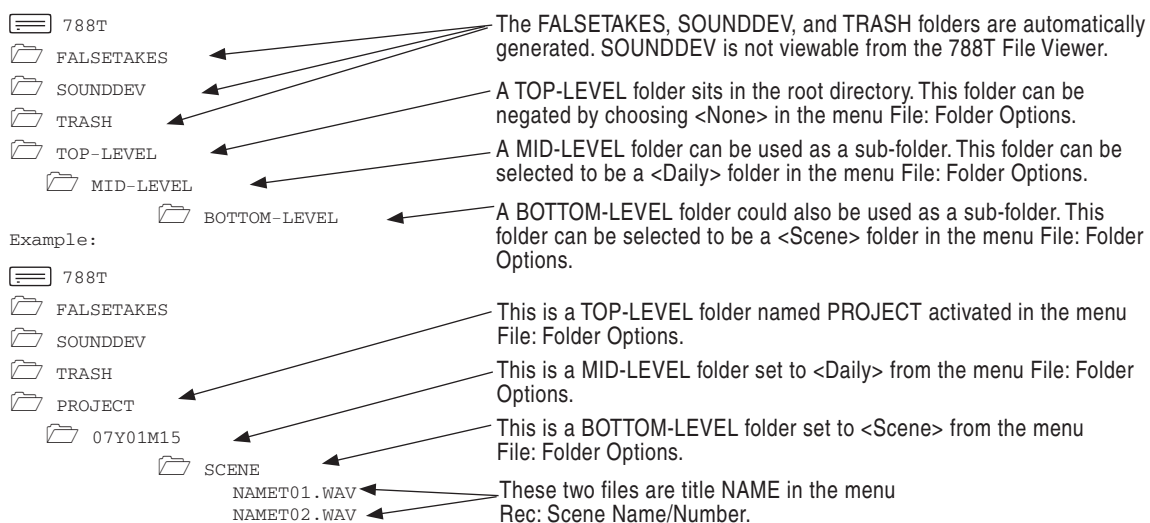 788T
The FALSETAKES, SOUNDDEV, and TRASH folders are automatically
generated. SOUNDDEV is not viewable from the 788T File Viewer.
FALSETAKES
SOUNDDEV
A TOP-LEVEL folder sits in the root directory. This folder can be
negated by choosing <None> in the menu File: Folder Options.
TRASH
TOP-LEVEL
A MID-LEVEL folder can be used as a sub-folder. This folder can be
selected to be a <Daily> folder in the menu File: Folder Options.
MID-LEVEL
BOTTOM-LEVEL
A BOTTOM-LEVEL folder could also be used as a sub-folder. This
folder can be selected to be a <Scene> folder in the menu File: Folder
Options.
Example:
788T
FALSETAKES
This is a TOP-LEVEL folder named PROJECT activated in the menu
File: Folder Options.
SOUNDDEV
TRASH
This is a MID-LEVEL folder set to <Daily> from the menu File: Folder
Options.
PROJECT
07Y01M15
This is a BOTTOM-LEVEL folder set to <Scene> from the menu
File: Folder Options.
SCENE
NAMET01.WAV
NAMET02.WAV
These two files are title NAME in the menu
Rec: Scene Name/Number.